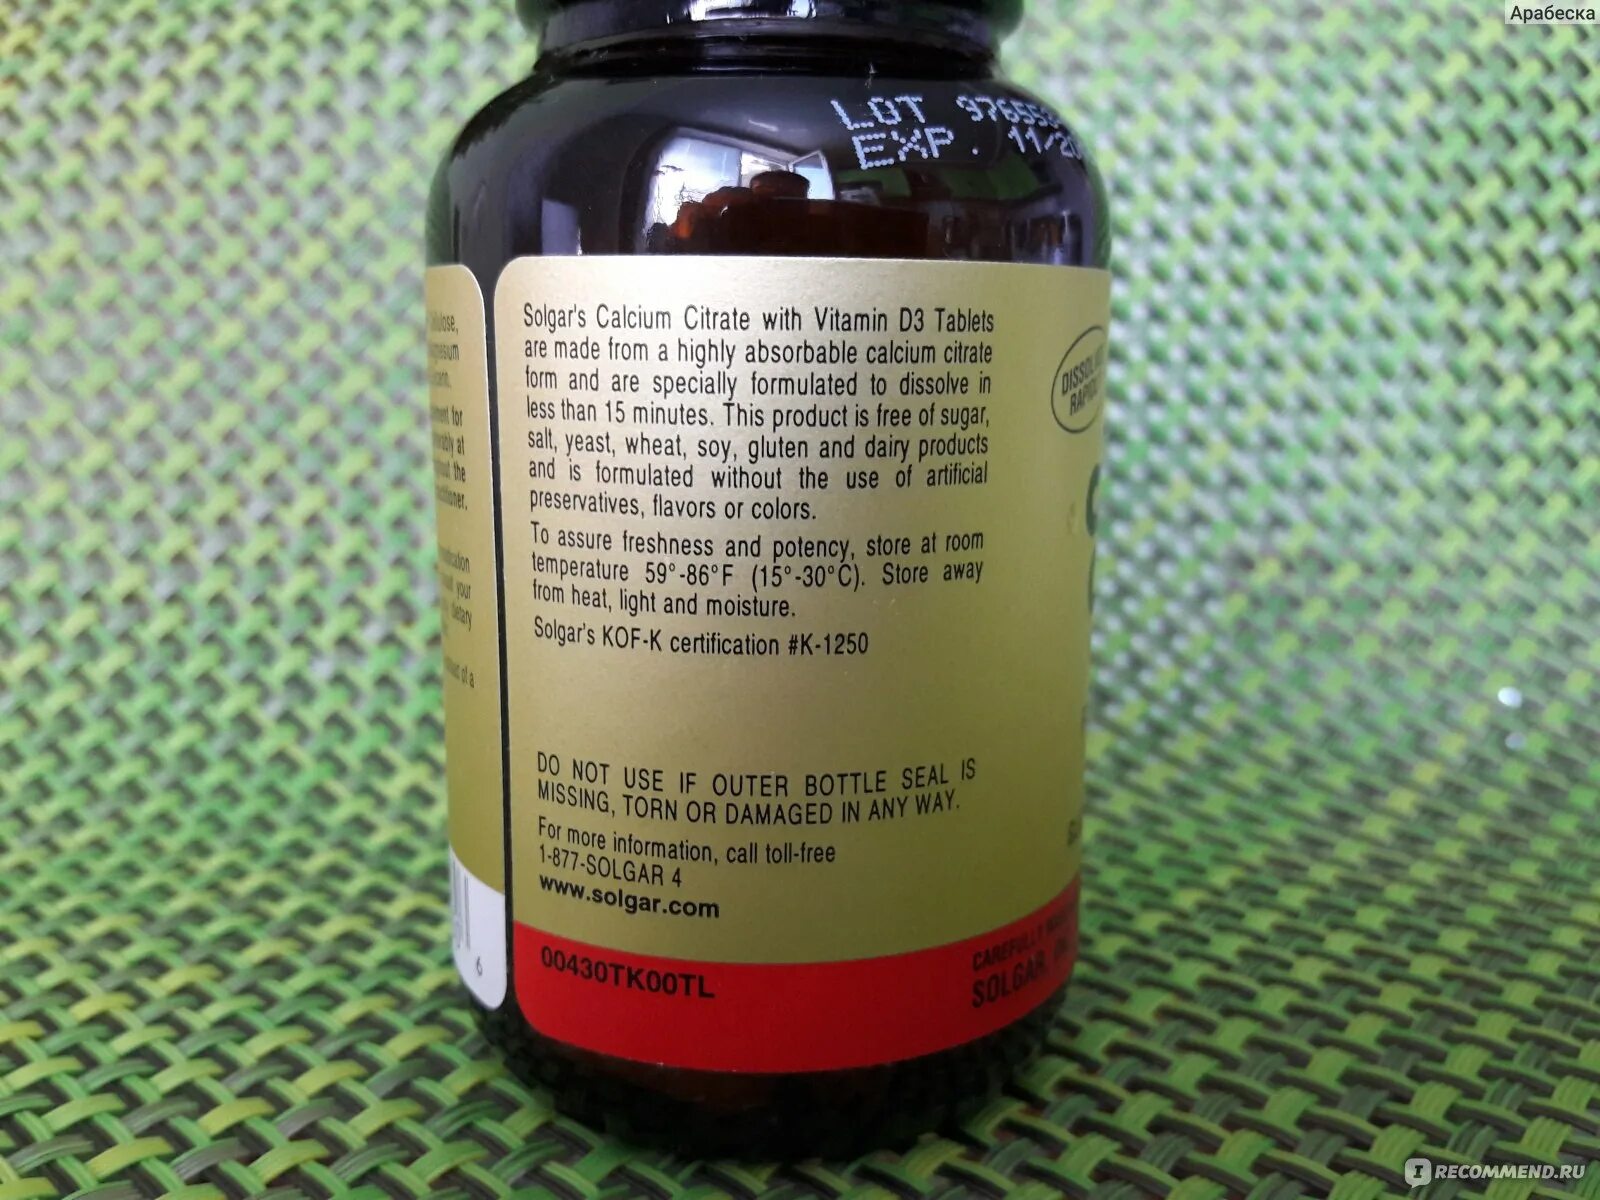 Арабеска
LOT
EXP. 11/20
Solgar's Calcium Citrate with Vitamin D3 Tablets
are made from a highly absorbable calcium citrate
form and are specially formulated to dissolve in
less than 15 minutes. This product is free of sugar,
salt, yeast, wheat, soy, gluten and dairy products
and is formulated without the use of artificial
preservatives, flavors or colors.
To assure freshness and potency, store at room
temperature 59°-86°F (15°-30°C). Store away
from heat, light and moisture.
Solgar's KOF-K certification #K-1250
DO NOT USE IF OUTER BOTTLE SEAL IS
MISSING, TORN OR DAMAGED IN ANY WAY.
For more information, call toll-free
1-877-SOLGAR 4
www.solgar.com
00430TK00TL
CAREFULLY
SOLGAR
6
IRECOMMEND.RU